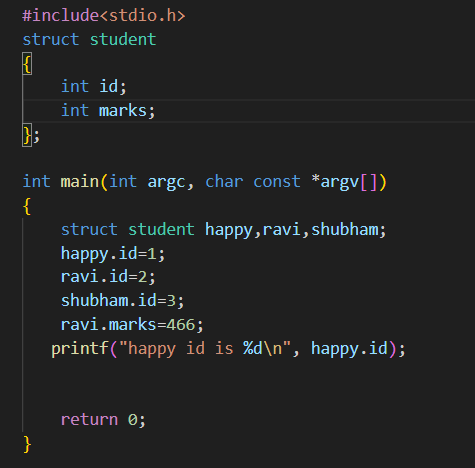 #include<stdio.h>
struct student
{
    int id;
    int marks;
};
int main(int argc, char const *argv[])
{
    struct student happy,ravi,shubham;
    happy.id=1;
    ravi.id=2;
    shubham.id=3;
    ravi.marks=466;
   printf("happy id is %d\n", happy.id);
    return 0;
}